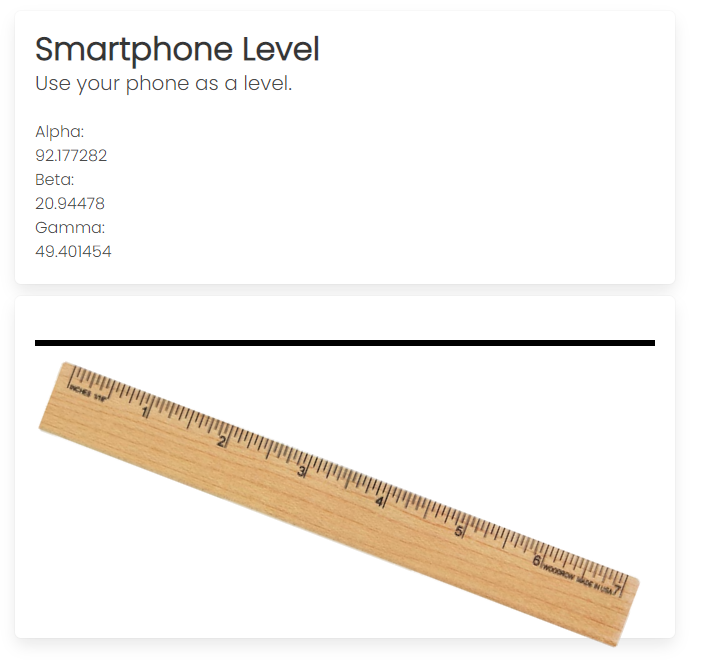 Smartphone Level
Use your phone as a level.
Alpha:
92.177282
Beta:
20.94478
Gamma:
49.401454
INCHES 1/16"
1 2 3 4 5 6 7
WOODROW MADE IN USA